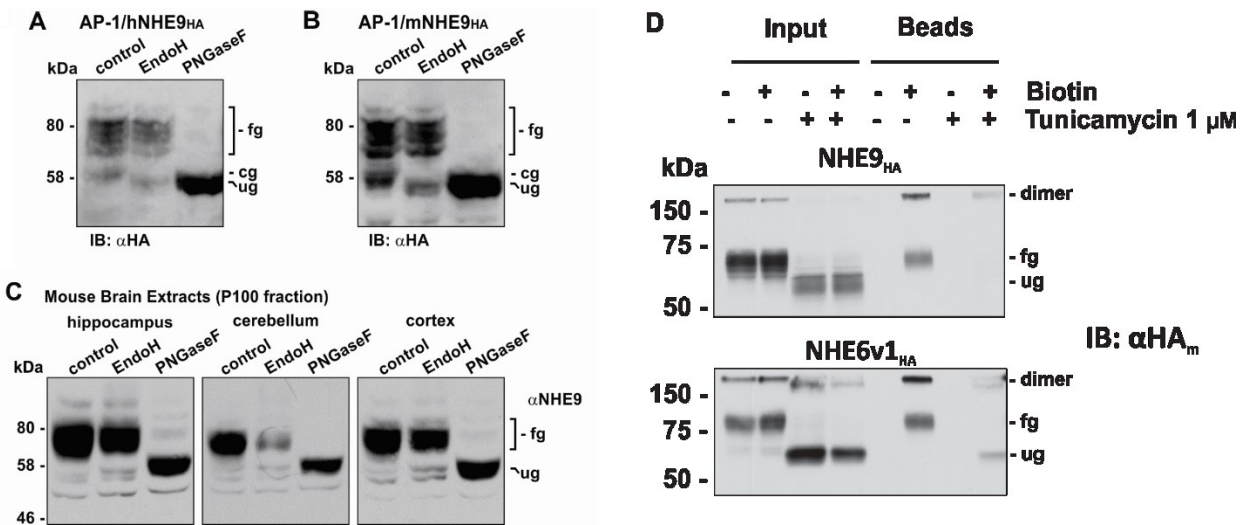 A
AP-1/hNHE9HA
control EndoH PNGaseF
kDa
80 -
58 -
- fg
- cg
ug
IB: αHA
B
AP-1/mNHE9HA
control EndoH PNGaseF
kDa
80 -
58 -
- fg
- cg
ug
IB: αHA
C
Mouse Brain Extracts (P100 fraction)
hippocampus cerebellum cortex
control EndoH PNGaseF control EndoH PNGaseF control EndoH PNGaseF
kDa
αNHE9
80 -
58 -
46 -
- fg
ug
D
Input Beads
- + - + - + - + Biotin
- - + + - - + + Tunicamycin 1 µM
NHE9HA
kDa
150 -
75 -
50 -
- dimer
- fg
- ug
NHE6v1HA
150 -
75 -
50 -
- dimer
- fg
- ug
IB: αHAm